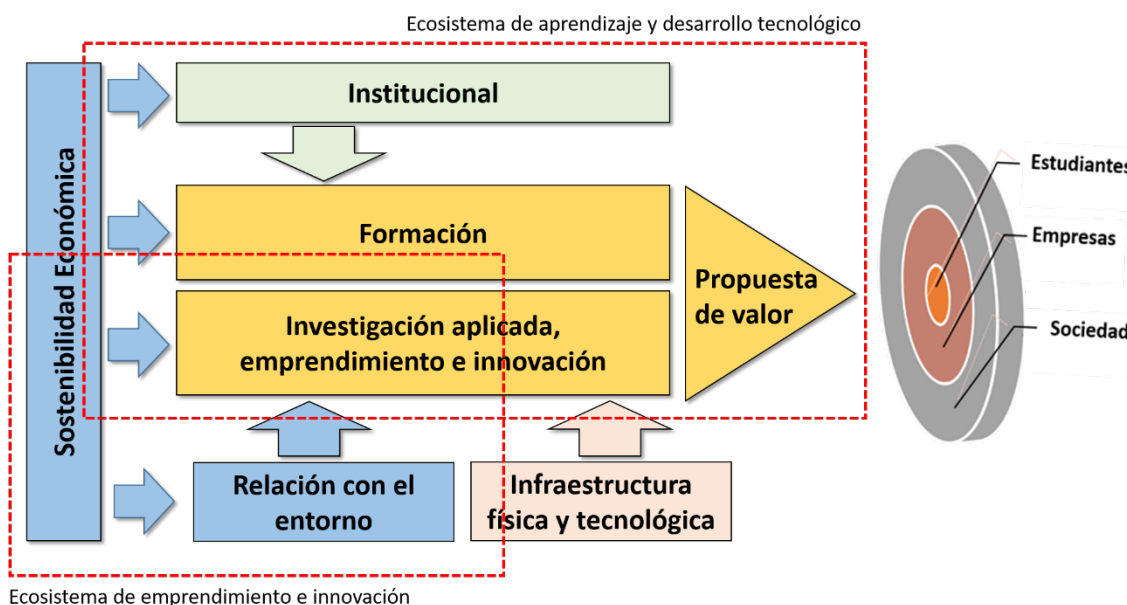 Ecosistema de aprendizaje y desarrollo tecnológico
Institucional
Sostenibilidad Económica
Formación
Investigación aplicada,
emprendimiento e innovación
Propuesta
de valor
Relación con el
entorno
Infraestructura
física y tecnológica
Estudiantes
Empresas
Sociedad
Ecosistema de emprendimiento e innovación